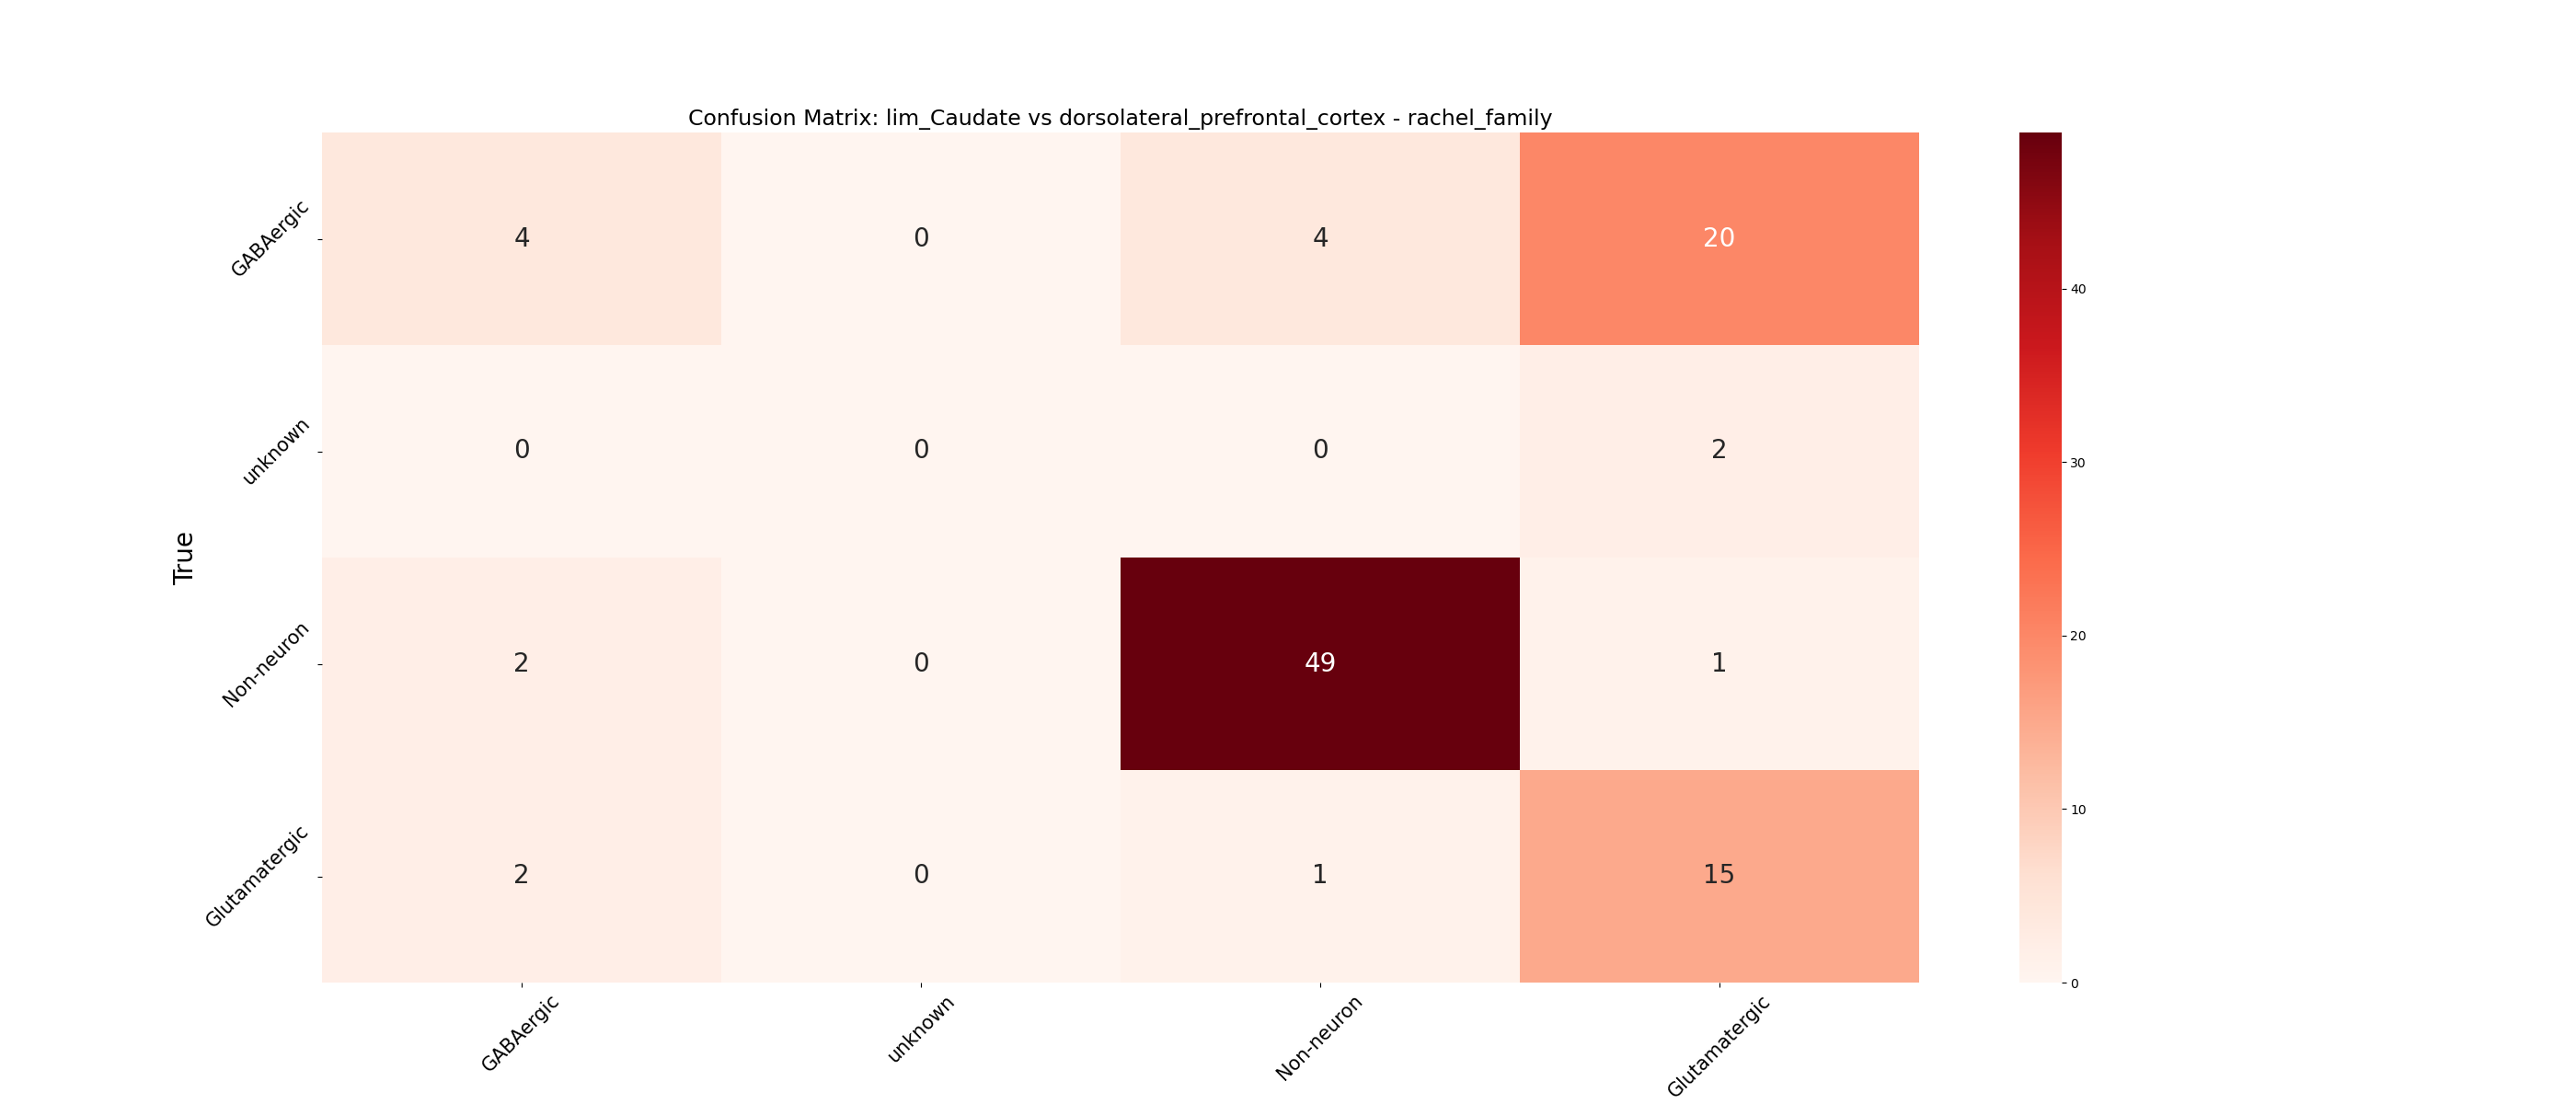 Confusion Matrix: lim_Caudate vs dorsolateral_prefrontal_cortex - rachel_family
True
GABAergic
4 0 4 20
unknown
0 0 0 2
Non-neuron
2 0 49 1
Glutamatergic
2 0 1 15
GABAergic unknown Non-neuron Glutamatergic
40
30
20
10
0